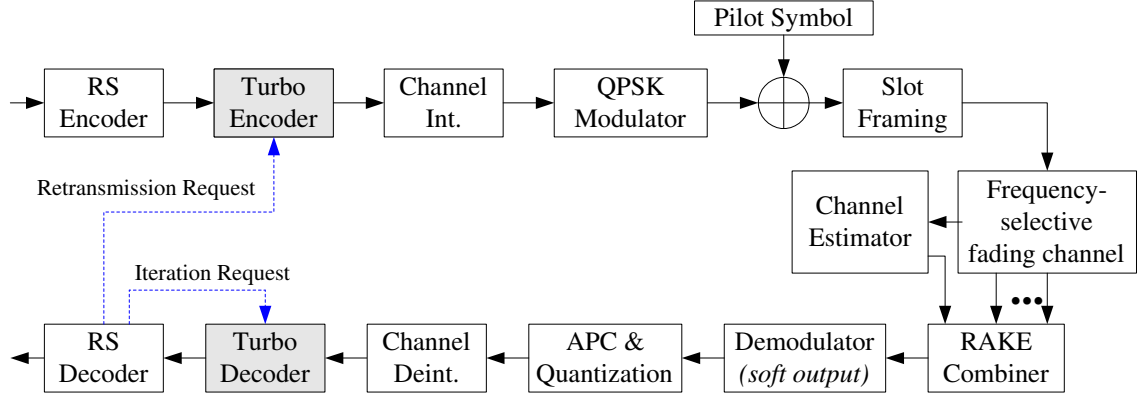 Pilot Symbol
RS
Encoder
Turbo
Encoder
Channel
Int.
QPSK
Modulator
Slot
Framing
Retransmission Request
Channel
Estimator
Frequency-
selective
fading channel
Iteration Request
RS
Decoder
Turbo
Decoder
Channel
Deint.
APC &
Quantization
Demodulator
(soft output)
RAKE
Combiner